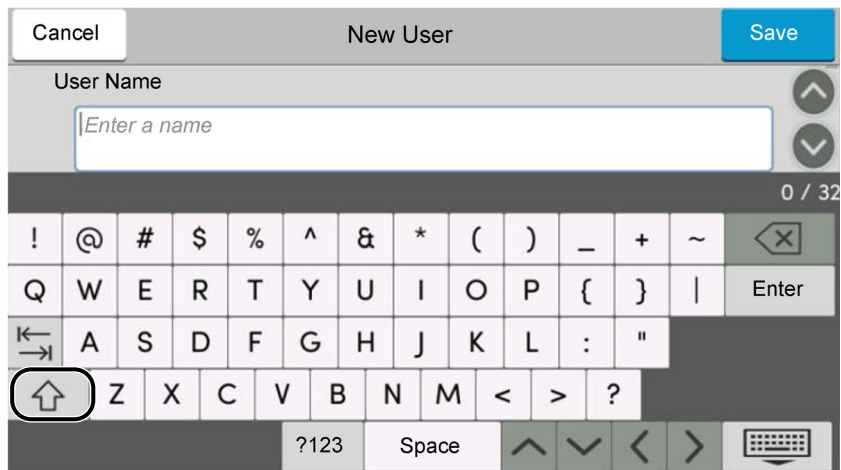 Cancel New User Save
User Name
Enter a name
0 / 32
! @ # $ % ^ & * ( ) _ + ~
Q W E R T Y U I O P { } | Enter
A S D F G H J K L : "
Z X C V B N M < > ?
?123 Space